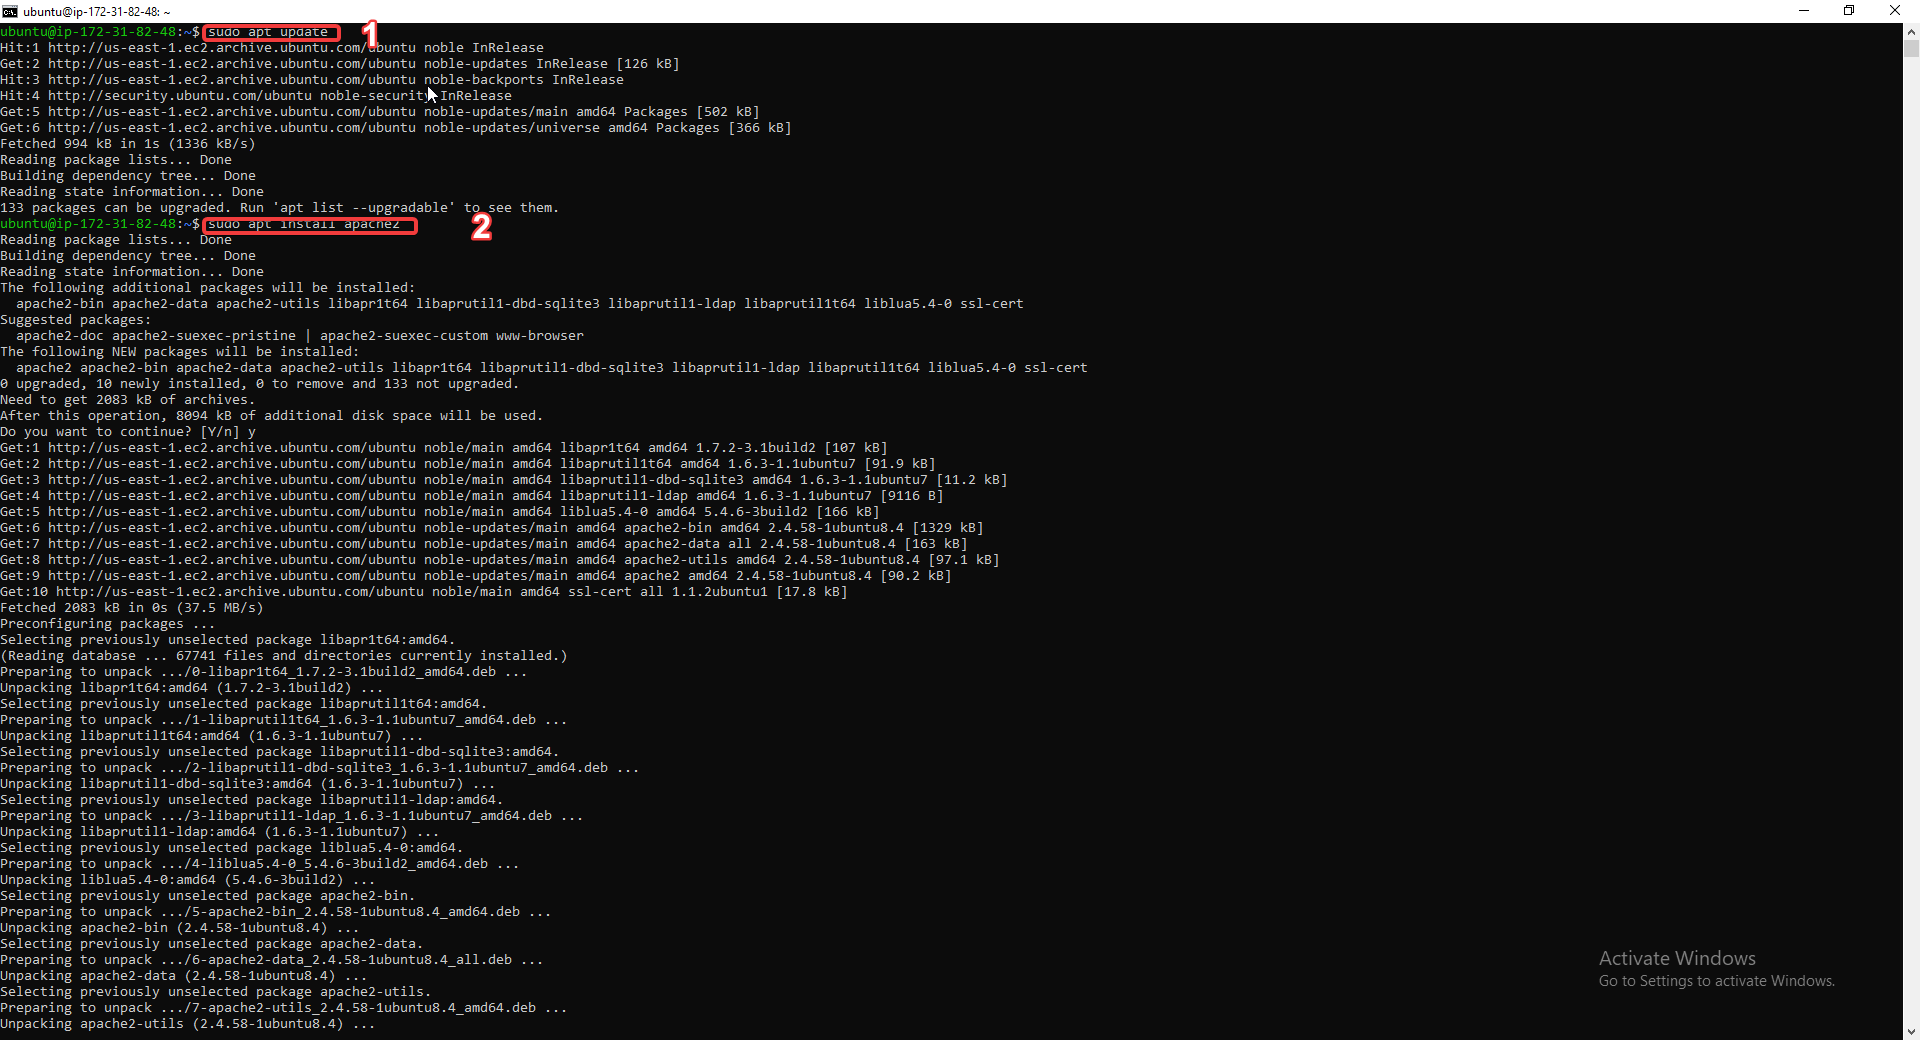 ubuntu@ip-172-31-82-48: ~
ubuntu@ip-172-31-82-48:~$ sudo apt update 1
Hit:1 http://us-east-1.ec2.archive.ubuntu.com/ubuntu noble InRelease
Get:2 http://us-east-1.ec2.archive.ubuntu.com/ubuntu noble-updates InRelease [126 kB]
Hit:3 http://us-east-1.ec2.archive.ubuntu.com/ubuntu noble-backports InRelease
Hit:4 http://security.ubuntu.com/ubuntu noble-security InRelease
Get:5 http://us-east-1.ec2.archive.ubuntu.com/ubuntu noble-updates/main amd64 Packages [502 kB]
Get:6 http://us-east-1.ec2.archive.ubuntu.com/ubuntu noble-updates/universe amd64 Packages [366 kB]
Fetched 994 kB in 1s (1336 kB/s)
Reading package lists... Done
Building dependency tree... Done
Reading state information... Done
133 packages can be upgraded. Run 'apt list --upgradable' to see them.
ubuntu@ip-172-31-82-48:~$ sudo apt install apache2 2
Reading package lists... Done
Building dependency tree... Done
Reading state information... Done
The following additional packages will be installed:
apache2-bin apache2-data apache2-utils libapr1t64 libaprutil1-dbd-sqlite3 libaprutil1-ldap libaprutil1t64 liblua5.4-0 ssl-cert
Suggested packages:
apache2-doc apache2-suexec-pristine | apache2-suexec-custom www-browser
The following NEW packages will be installed:
apache2 apache2-bin apache2-data apache2-utils libapr1t64 libaprutil1-dbd-sqlite3 libaprutil1-ldap libaprutil1t64 liblua5.4-0 ssl-cert
0 upgraded, 10 newly installed, 0 to remove and 133 not upgraded.
Need to get 2083 kB of archives.
After this operation, 8094 kB of additional disk space will be used.
Do you want to continue? [Y/n] y
Get:1 http://us-east-1.ec2.archive.ubuntu.com/ubuntu noble/main amd64 libapr1t64 amd64 1.7.2-3.1build2 [107 kB]
Get:2 http://us-east-1.ec2.archive.ubuntu.com/ubuntu noble/main amd64 libaprutil1t64 amd64 1.6.3-1.1ubuntu7 [91.9 kB]
Get:3 http://us-east-1.ec2.archive.ubuntu.com/ubuntu noble/main amd64 libaprutil1-dbd-sqlite3 amd64 1.6.3-1.1ubuntu7 [11.2 kB]
Get:4 http://us-east-1.ec2.archive.ubuntu.com/ubuntu noble/main amd64 libaprutil1-ldap amd64 1.6.3-1.1ubuntu7 [9116 B]
Get:5 http://us-east-1.ec2.archive.ubuntu.com/ubuntu noble/main amd64 liblua5.4-0 amd64 5.4.6-3build2 [166 kB]
Get:6 http://us-east-1.ec2.archive.ubuntu.com/ubuntu noble-updates/main amd64 apache2-bin amd64 2.4.58-1ubuntu8.4 [1329 kB]
Get:7 http://us-east-1.ec2.archive.ubuntu.com/ubuntu noble-updates/main amd64 apache2-data all 2.4.58-1ubuntu8.4 [163 kB]
Get:8 http://us-east-1.ec2.archive.ubuntu.com/ubuntu noble-updates/main amd64 apache2-utils amd64 2.4.58-1ubuntu8.4 [97.1 kB]
Get:9 http://us-east-1.ec2.archive.ubuntu.com/ubuntu noble-updates/main amd64 apache2 amd64 2.4.58-1ubuntu8.4 [90.2 kB]
Get:10 http://us-east-1.ec2.archive.ubuntu.com/ubuntu noble/main amd64 ssl-cert all 1.1.2ubuntu1 [17.8 kB]
Fetched 2083 kB in 0s (37.5 MB/s)
Preconfiguring packages ...
Selecting previously unselected package libapr1t64:amd64.
(Reading database ... 67741 files and directories currently installed.)
Preparing to unpack .../0-libapr1t64_1.7.2-3.1build2_amd64.deb ...
Unpacking libapr1t64:amd64 (1.7.2-3.1build2) ...
Selecting previously unselected package libaprutil1t64:amd64.
Preparing to unpack .../1-libaprutil1t64_1.6.3-1.1ubuntu7_amd64.deb ...
Unpacking libaprutil1t64:amd64 (1.6.3-1.1ubuntu7) ...
Selecting previously unselected package libaprutil1-dbd-sqlite3:amd64.
Preparing to unpack .../2-libaprutil1-dbd-sqlite3_1.6.3-1.1ubuntu7_amd64.deb ...
Unpacking libaprutil1-dbd-sqlite3:amd64 (1.6.3-1.1ubuntu7) ...
Selecting previously unselected package libaprutil1-ldap:amd64.
Preparing to unpack .../3-libaprutil1-ldap_1.6.3-1.1ubuntu7_amd64.deb ...
Unpacking libaprutil1-ldap:amd64 (1.6.3-1.1ubuntu7) ...
Selecting previously unselected package liblua5.4-0:amd64.
Preparing to unpack .../4-liblua5.4-0_5.4.6-3build2_amd64.deb ...
Unpacking liblua5.4-0:amd64 (5.4.6-3build2) ...
Selecting previously unselected package apache2-bin.
Preparing to unpack .../5-apache2-bin_2.4.58-1ubuntu8.4_amd64.deb ...
Unpacking apache2-bin (2.4.58-1ubuntu8.4) ...
Selecting previously unselected package apache2-data.
Preparing to unpack .../6-apache2-data_2.4.58-1ubuntu8.4_all.deb ...
Unpacking apache2-data (2.4.58-1ubuntu8.4) ...
Selecting previously unselected package apache2-utils.
Preparing to unpack .../7-apache2-utils_2.4.58-1ubuntu8.4_amd64.deb ...
Unpacking apache2-utils (2.4.58-1ubuntu8.4) ...
Activate Windows
Go to Settings to activate Windows.